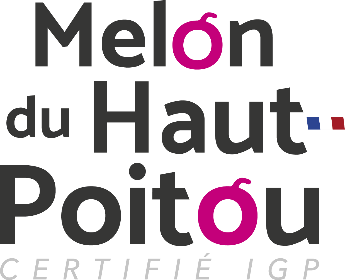 Melon
du Haut
Poitou
CERTIFIÉ IGP